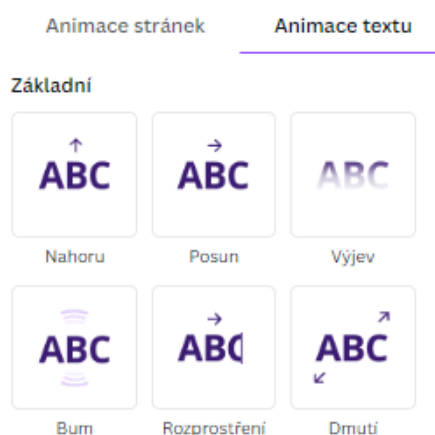 Animace stránek Animace textu
Základní
ABC ABC ABC
Nahoru Posun Výjev
ABC ABC ABC
Bum Rozprostření Dmutí